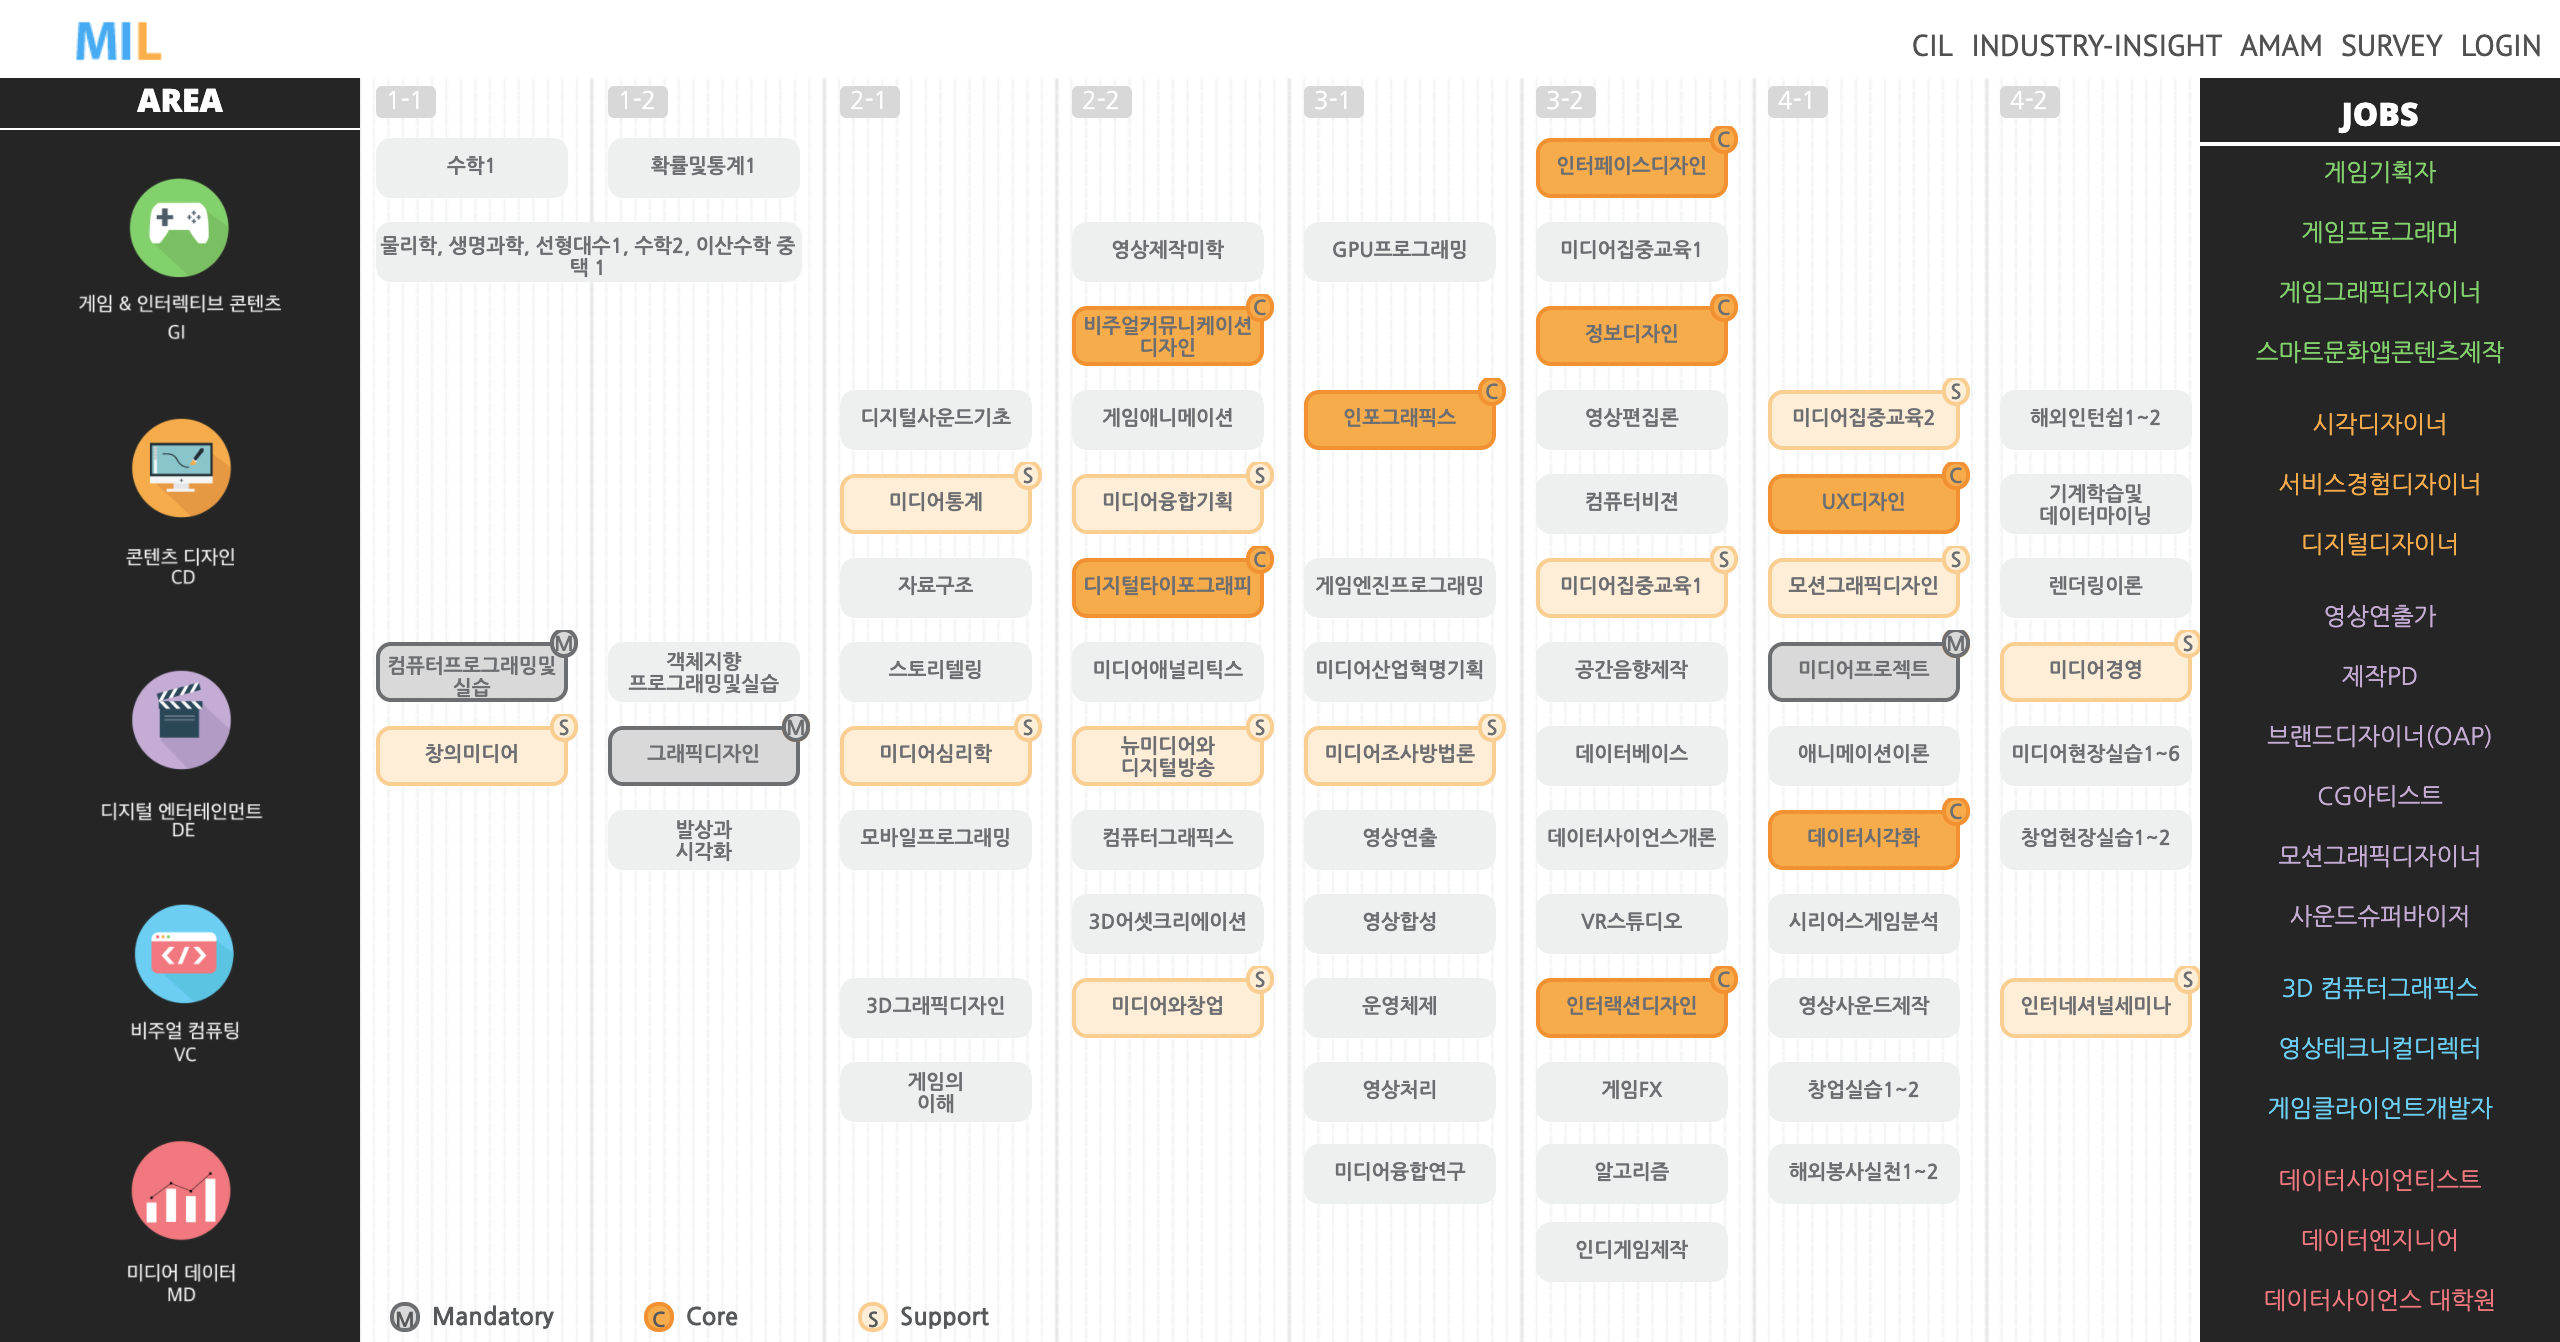 MIL
CIL INDUSTRY-INSIGHT AMAM SURVEY LOGIN
AREA
게임 & 인터렉티브 콘텐츠
GI
콘텐츠 디자인
CD
디지털 엔터테인먼트
DE
비주얼 컴퓨팅
VC
미디어 데이터
MD
1-1
수학1
물리학, 생명과학, 선형대수1, 수학2, 이산수학 중
택 1
컴퓨터프로그래밍및
실습
M
창의미디어
S
1-2
확률및통계1
객체지향
프로그래밍및실습
그래픽디자인
M
발상과
시각화
2-1
디지털사운드기초
미디어통계
S
자료구조
스토리텔링
미디어심리학
S
모바일프로그래밍
3D그래픽디자인
게임의
이해
2-2
영상제작미학
비주얼커뮤니케이션
디자인
C
게임애니메이션
미디어융합기획
S
디지털타이포그래피
C
미디어애널리틱스
뉴미디어와
디지털방송
S
컴퓨터그래픽스
3D어셋크리에이션
미디어와창업
S
3-1
GPU프로그래밍
인포그래픽스
C
게임엔진프로그래밍
미디어산업혁명기획
미디어조사방법론
S
영상연출
영상합성
운영체제
영상처리
미디어융합연구
3-2
인터페이스디자인
C
미디어집중교육1
정보디자인
C
영상편집론
컴퓨터비젼
미디어집중교육1
S
공간음향제작
데이터베이스
데이터사이언스개론
VR스튜디오
인터랙션디자인
C
게임FX
알고리즘
인디게임제작
4-1
미디어집중교육2
S
UX디자인
C
모션그래픽디자인
S
미디어프로젝트
M
애니메이션이론
데이터시각화
C
시리어스게임분석
영상사운드제작
창업실습1~2
해외봉사실천1~2
4-2
해외인턴쉽1~2
기계학습및
데이터마이닝
렌더링이론
미디어경영
S
미디어현장실습1~6
창업현장실습1~2
인터네셔널세미나
S
M Mandatory
C Core
S Support
JOBS
게임기획자
게임프로그래머
게임그래픽디자이너
스마트문화앱콘텐츠제작
시각디자이너
서비스경험디자이너
디지털디자이너
영상연출가
제작PD
브랜드디자이너(OAP)
CG아티스트
모션그래픽디자이너
사운드슈퍼바이저
3D 컴퓨터그래픽스
영상테크니컬디렉터
게임클라이언트개발자
데이터사이언티스트
데이터엔지니어
데이터사이언스 대학원